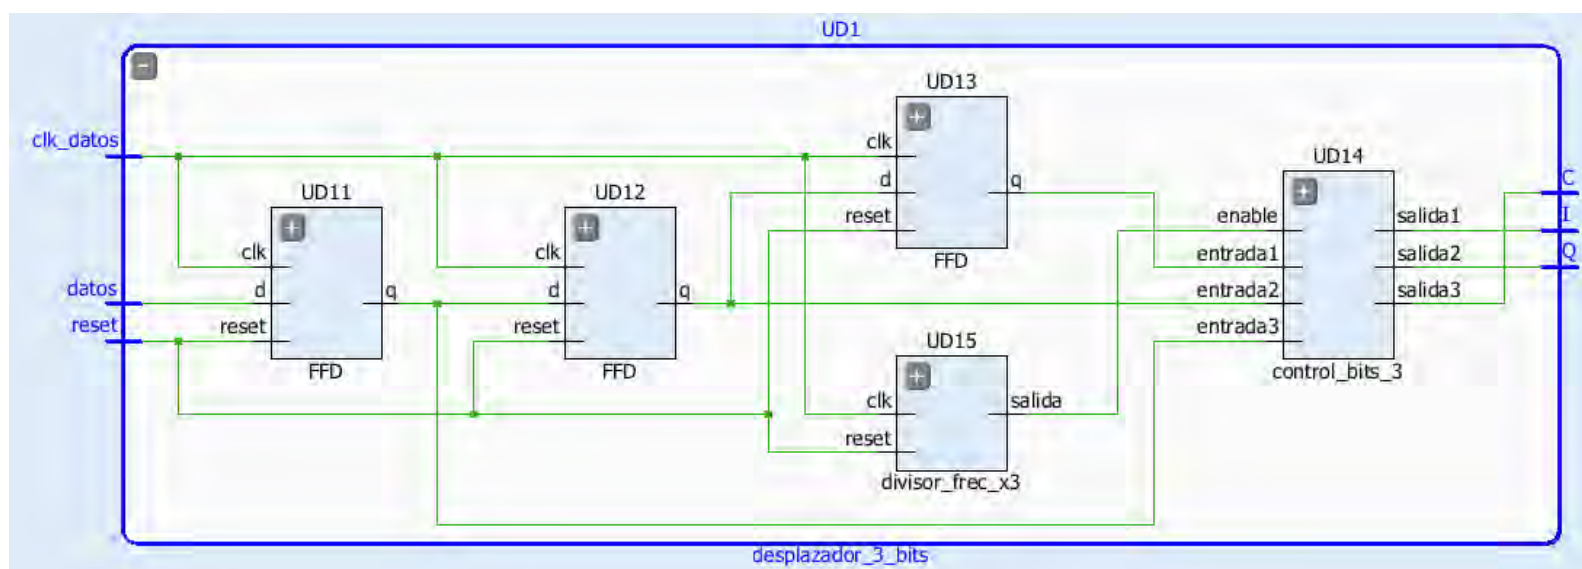 UD1
clk_datos
datos
reset
UD11
clk
d
reset
q
FFD
UD12
clk
d
reset
q
FFD
UD13
clk
d
reset
q
FFD
UD15
clk
reset
salida
divisor_frec_x3
UD14
enable
entrada1
entrada2
entrada3
salida1
salida2
salida3
control_bits_3
C
I
Q
desplazador_3_bits